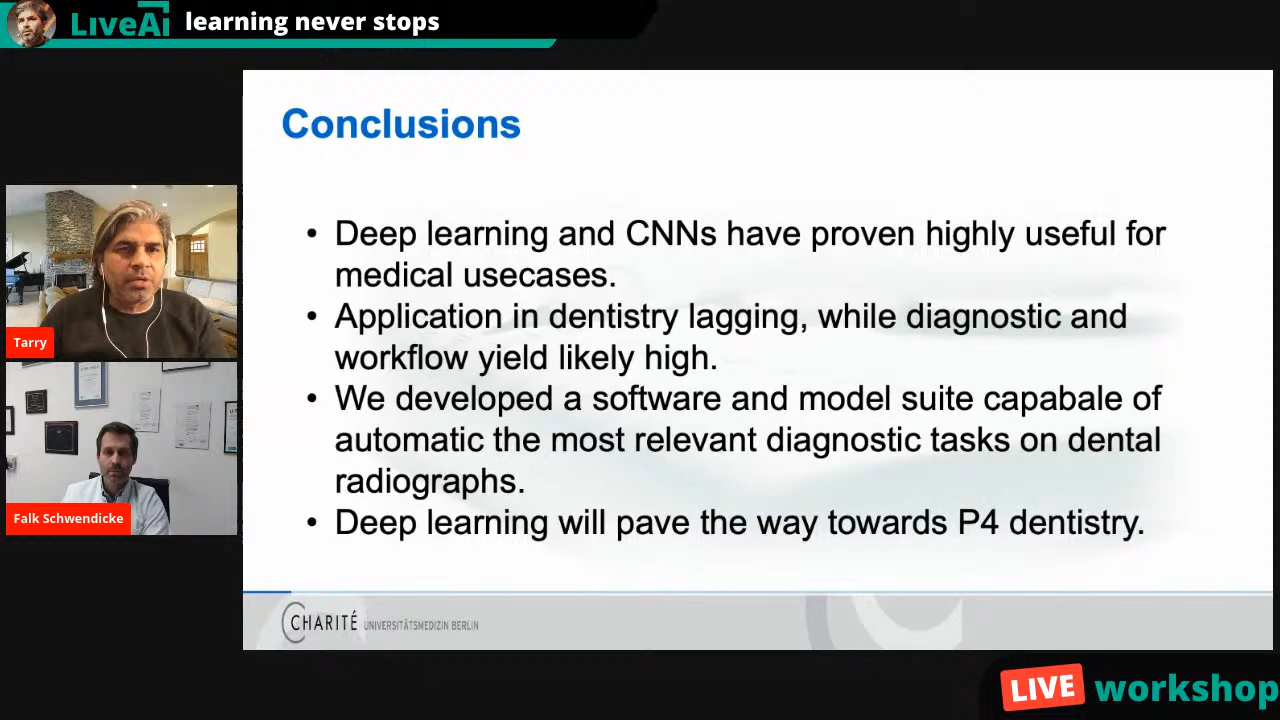 LiveAi learning never stops
Conclusions
• Deep learning and CNNs have proven highly useful for
medical usecases.
• Application in dentistry lagging, while diagnostic and
workflow yield likely high.
• We developed a software and model suite capabale of
automatic the most relevant diagnostic tasks on dental
radiographs.
• Deep learning will pave the way towards P4 dentistry.
Tarry
Falk Schwendicke
CHARITÉ UNIVERSITÄTSMEDIZIN BERLIN
LIVE workshop